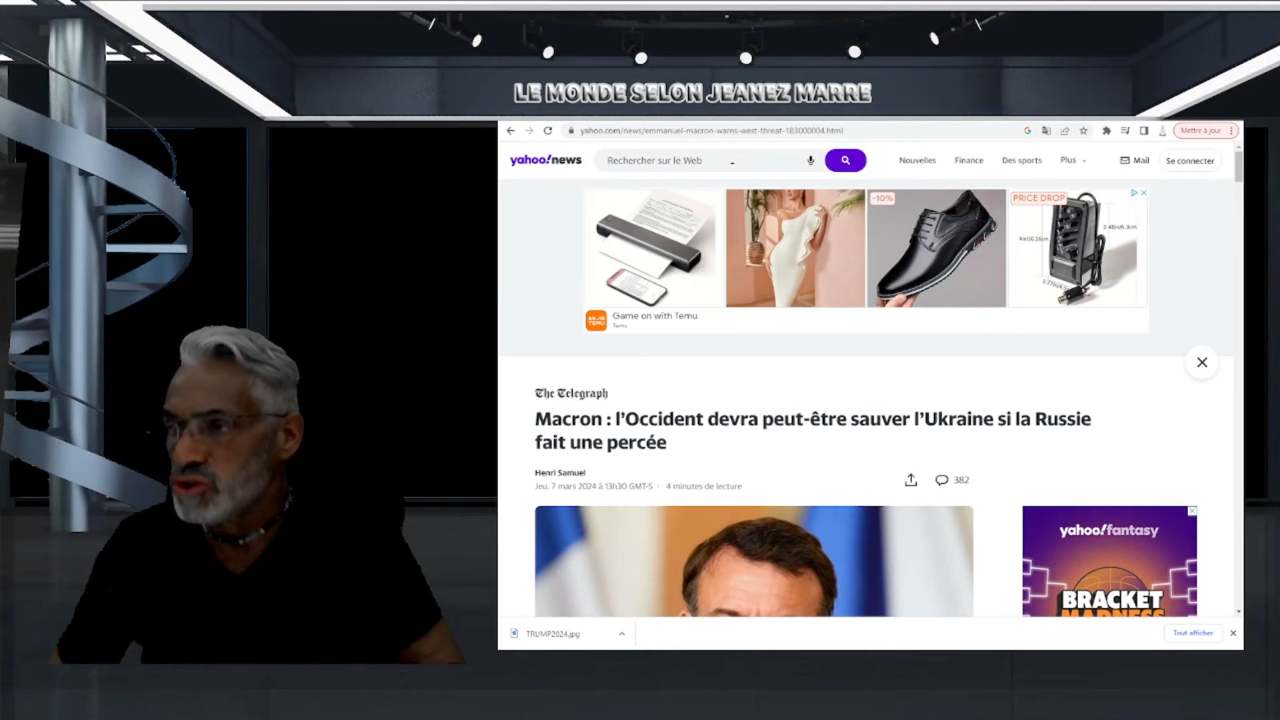 LE MONDE SELON JEANEZ MARRE
yahoo.com/news/emmanuel-macron-warns-west-threat-183000004.html
Mettre à jour
yahoo!news
Rechercher sur le Web
Nouvelles
Finance
Des sports
Plus
Mail
Se connecter
-10%
PRICE DROP
TEMU
Game on with Temu
Temu
The Telegraph
Macron : l'Occident devra peut-être sauver l'Ukraine si la Russie
fait une percée
Henri Samuel
Jeu. 7 mars 2024 à 13h30 GMT-5 · 4 minutes de lecture
382
yahoo!fantasy
BRACKET
MADNESS
TRUMP2024.jpg
Tout afficher